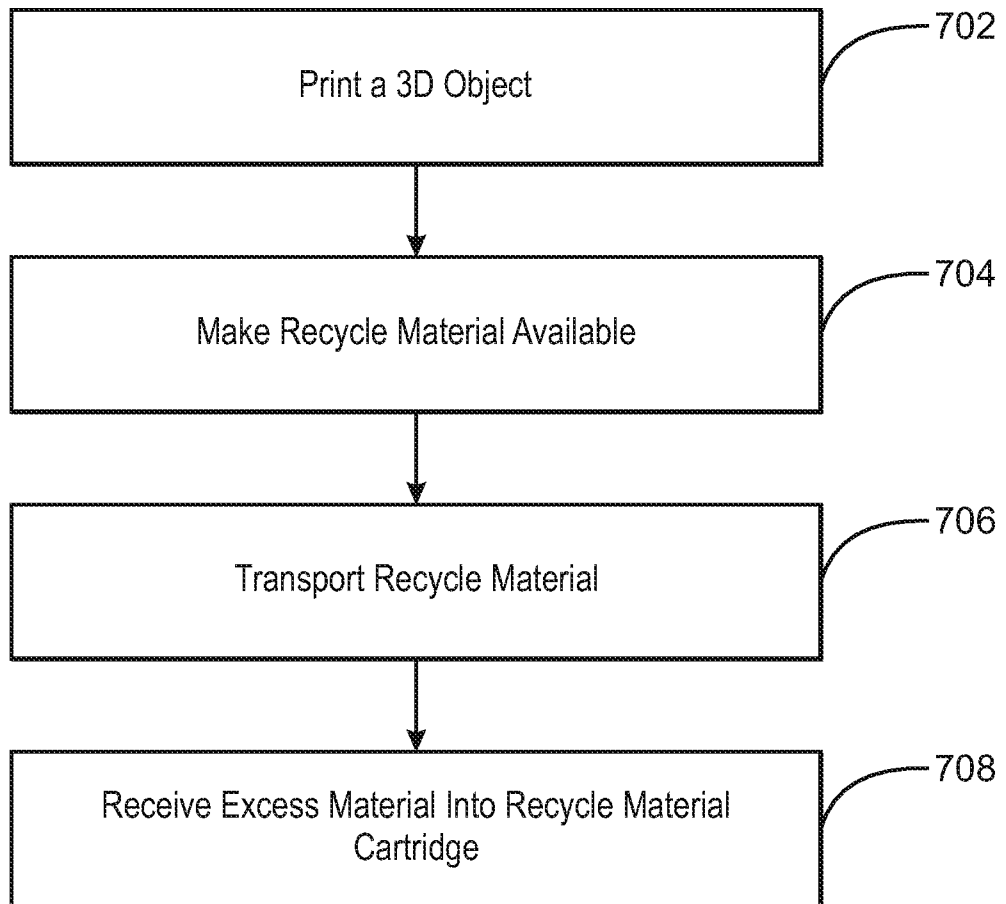 Print a 3D Object
702
Make Recycle Material Available
704
Transport Recycle Material
706
Receive Excess Material Into Recycle Material
Cartridge
708